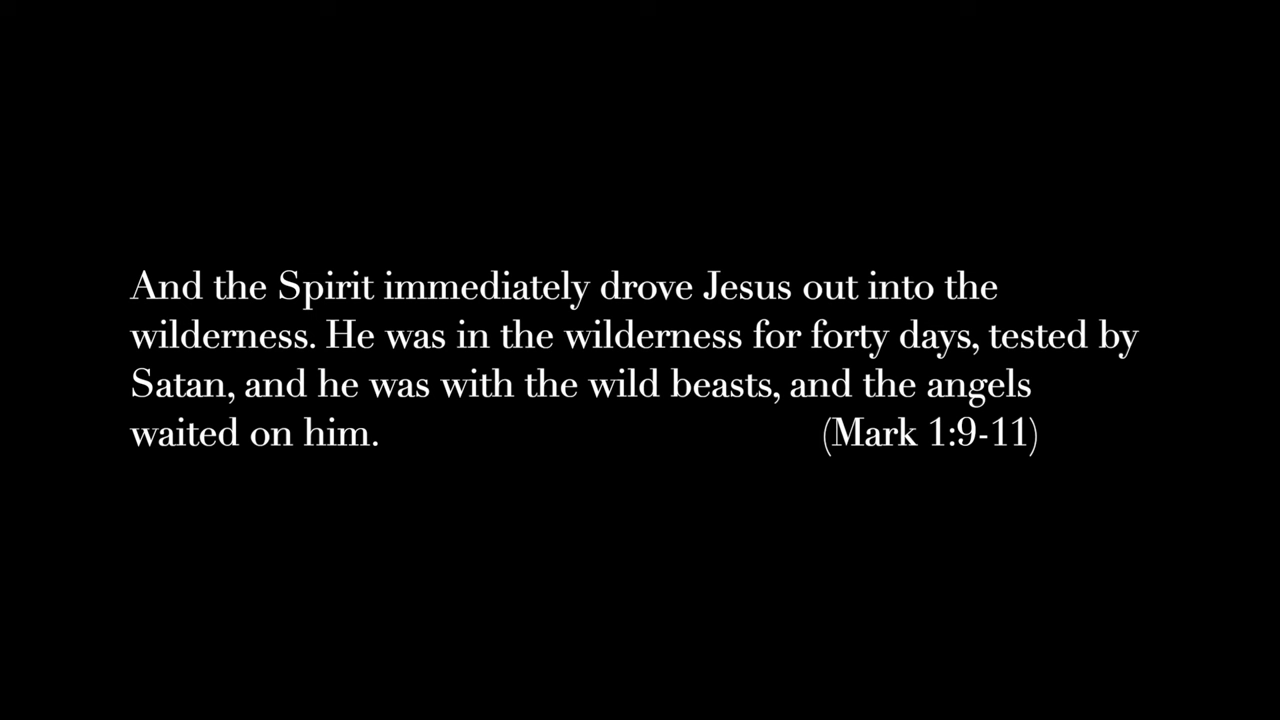 And the Spirit immediately drove Jesus out into the
wilderness. He was in the wilderness for forty days, tested by
Satan, and he was with the wild beasts, and the angels
waited on him. (Mark 1:9-11)